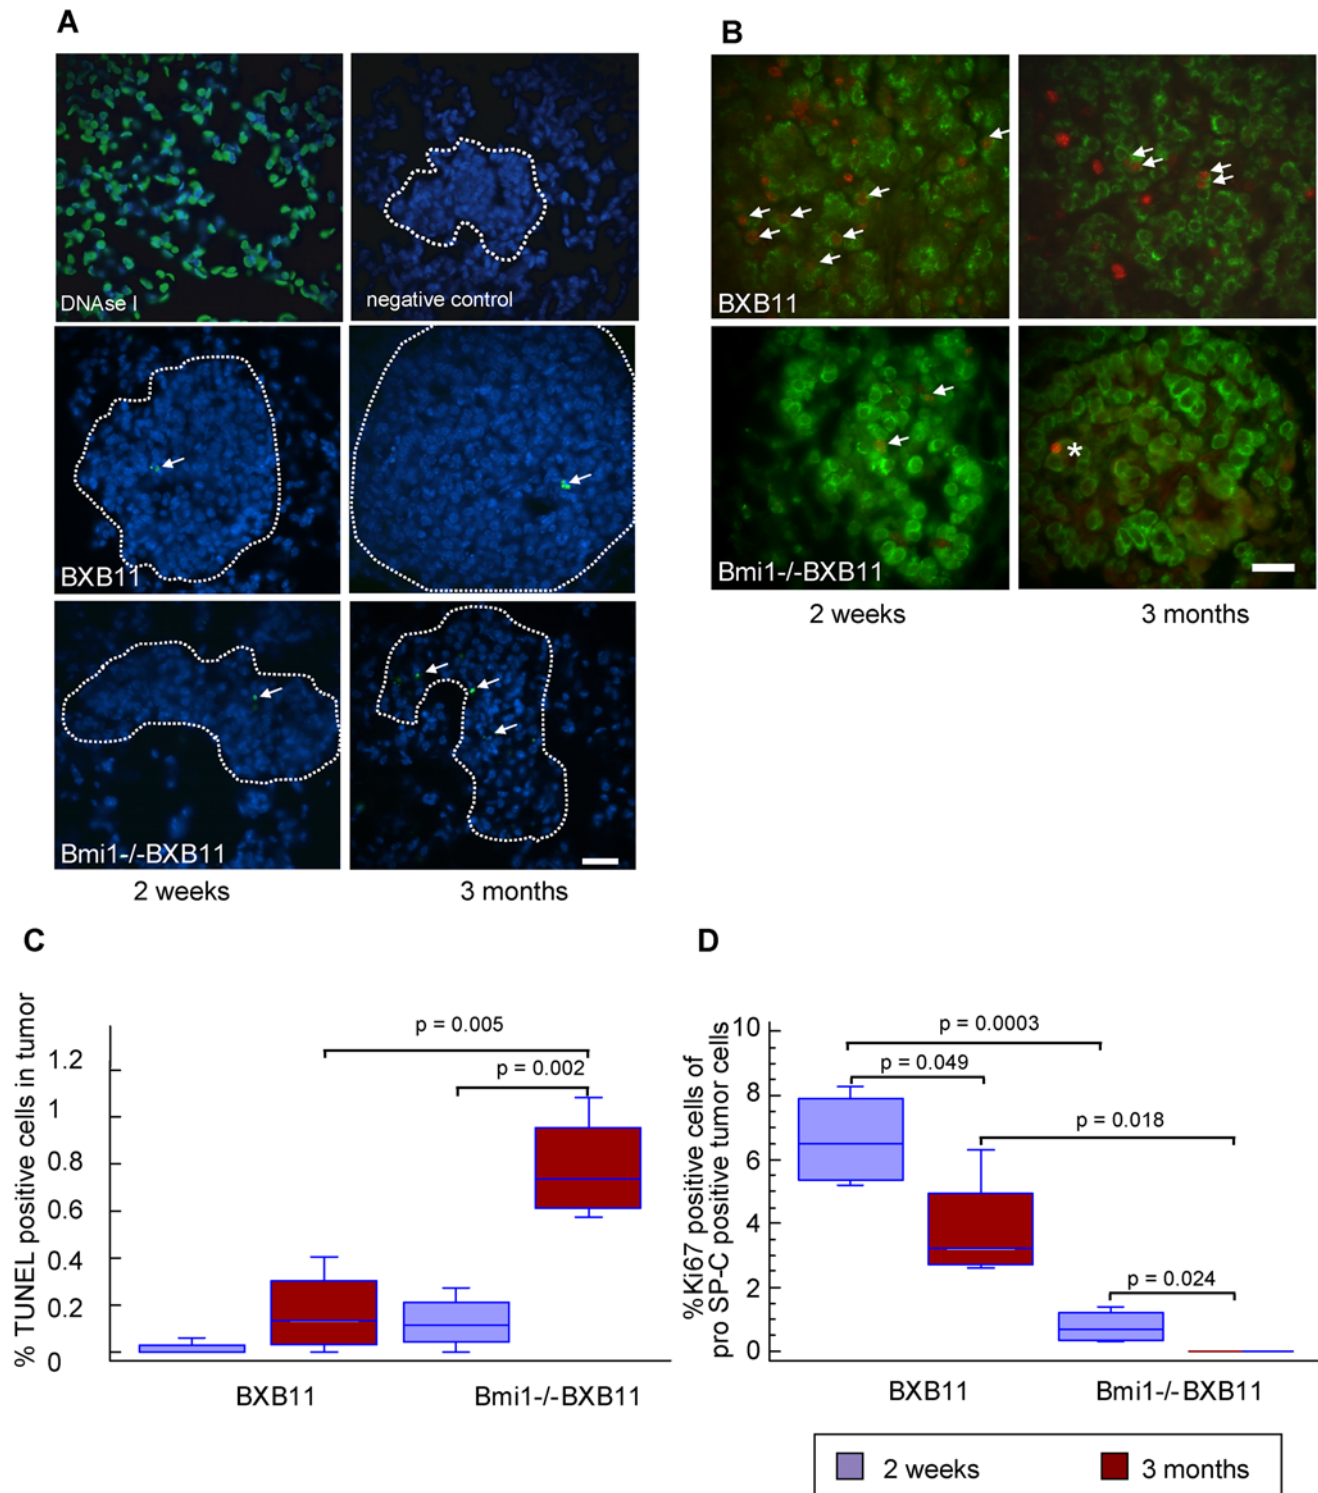 A
B
DNAse I
negative control
BXB11
Bmi1-/-BXB11
2 weeks
3 months
BXB11
Bmi1-/-BXB11
*
2 weeks
3 months
C
% TUNEL positive cells in tumor
1.2
1
0.8
0.6
0.4
0.2
0
p = 0.005
p = 0.002
BXB11
Bmi1-/-BXB11
D
%Ki67 positive cells of
pro SP-C positive tumor cells
10
8
6
4
2
0
p = 0.0003
p = 0.049
p = 0.018
p = 0.024
BXB11
Bmi1-/-BXB11
2 weeks
3 months